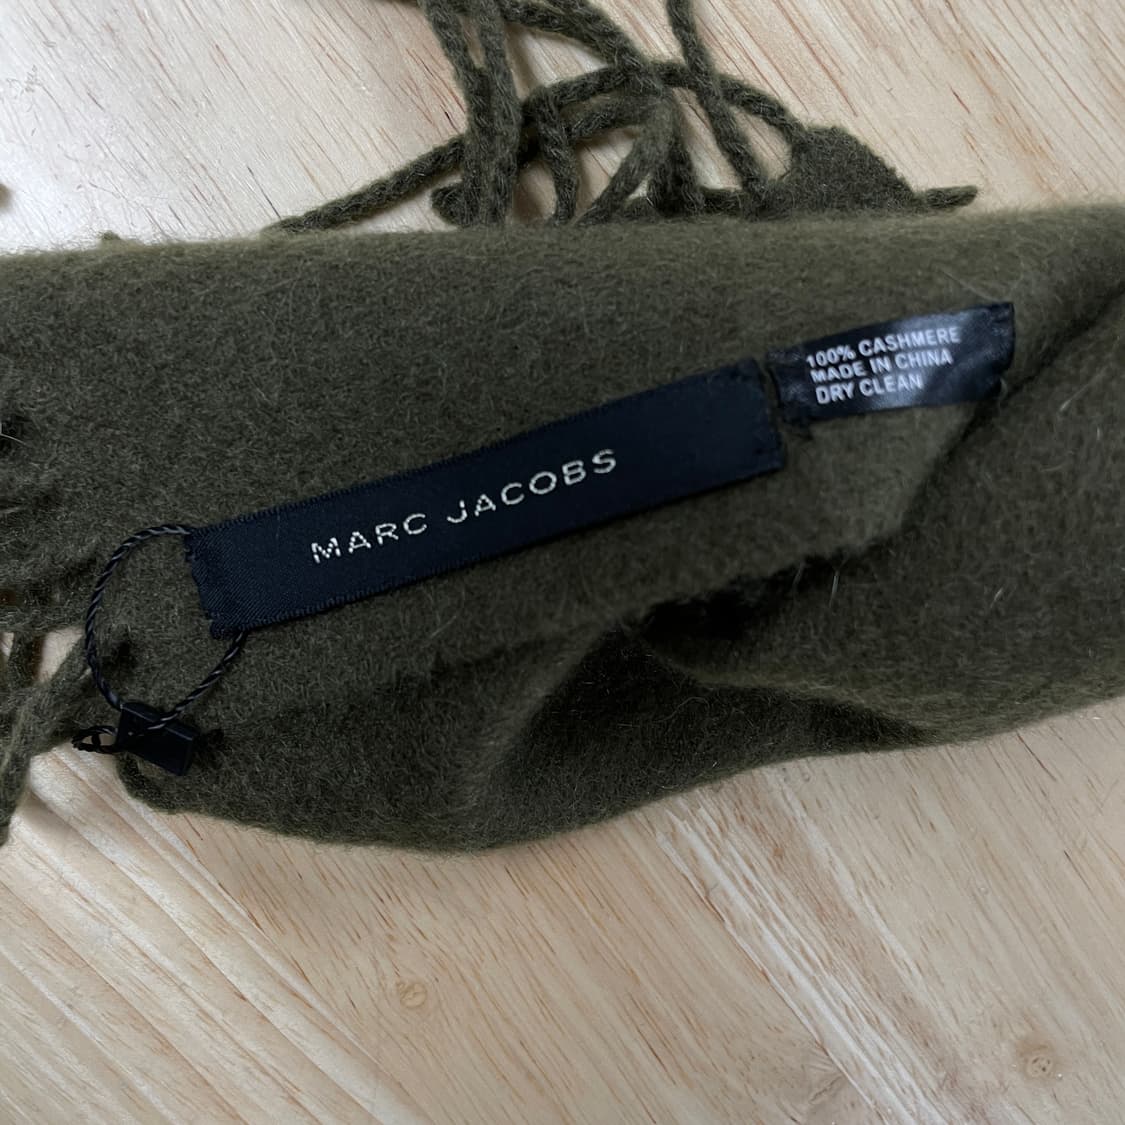 MARC JACOBS
100% CASHMERE
MADE IN CHINA
DRY CLEAN